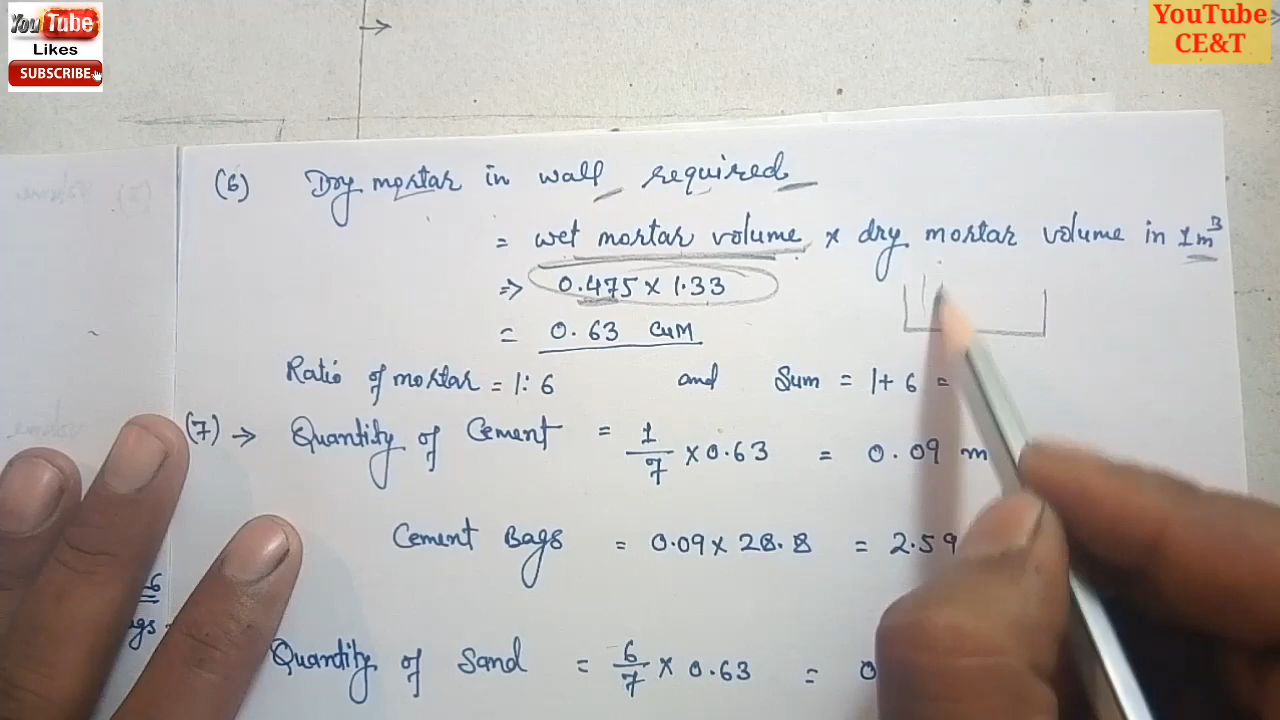 YouTube
Likes
SUBSCRIBE
YouTube
CE&T
(6) Dry mortar in wall required
= wet mortar volume × dry mortar volume in 1m³
=> 0.475 × 1.33
= 0.63 CuM
Ratio of mortar = 1:6 and Sum = 1+6 =
(7) → Quantity of Cement = 1/7 × 0.63 = 0.09 m
Cement Bags = 0.09 × 28.8 = 2.59
Quantity of Sand = 6/7 × 0.63 = 0